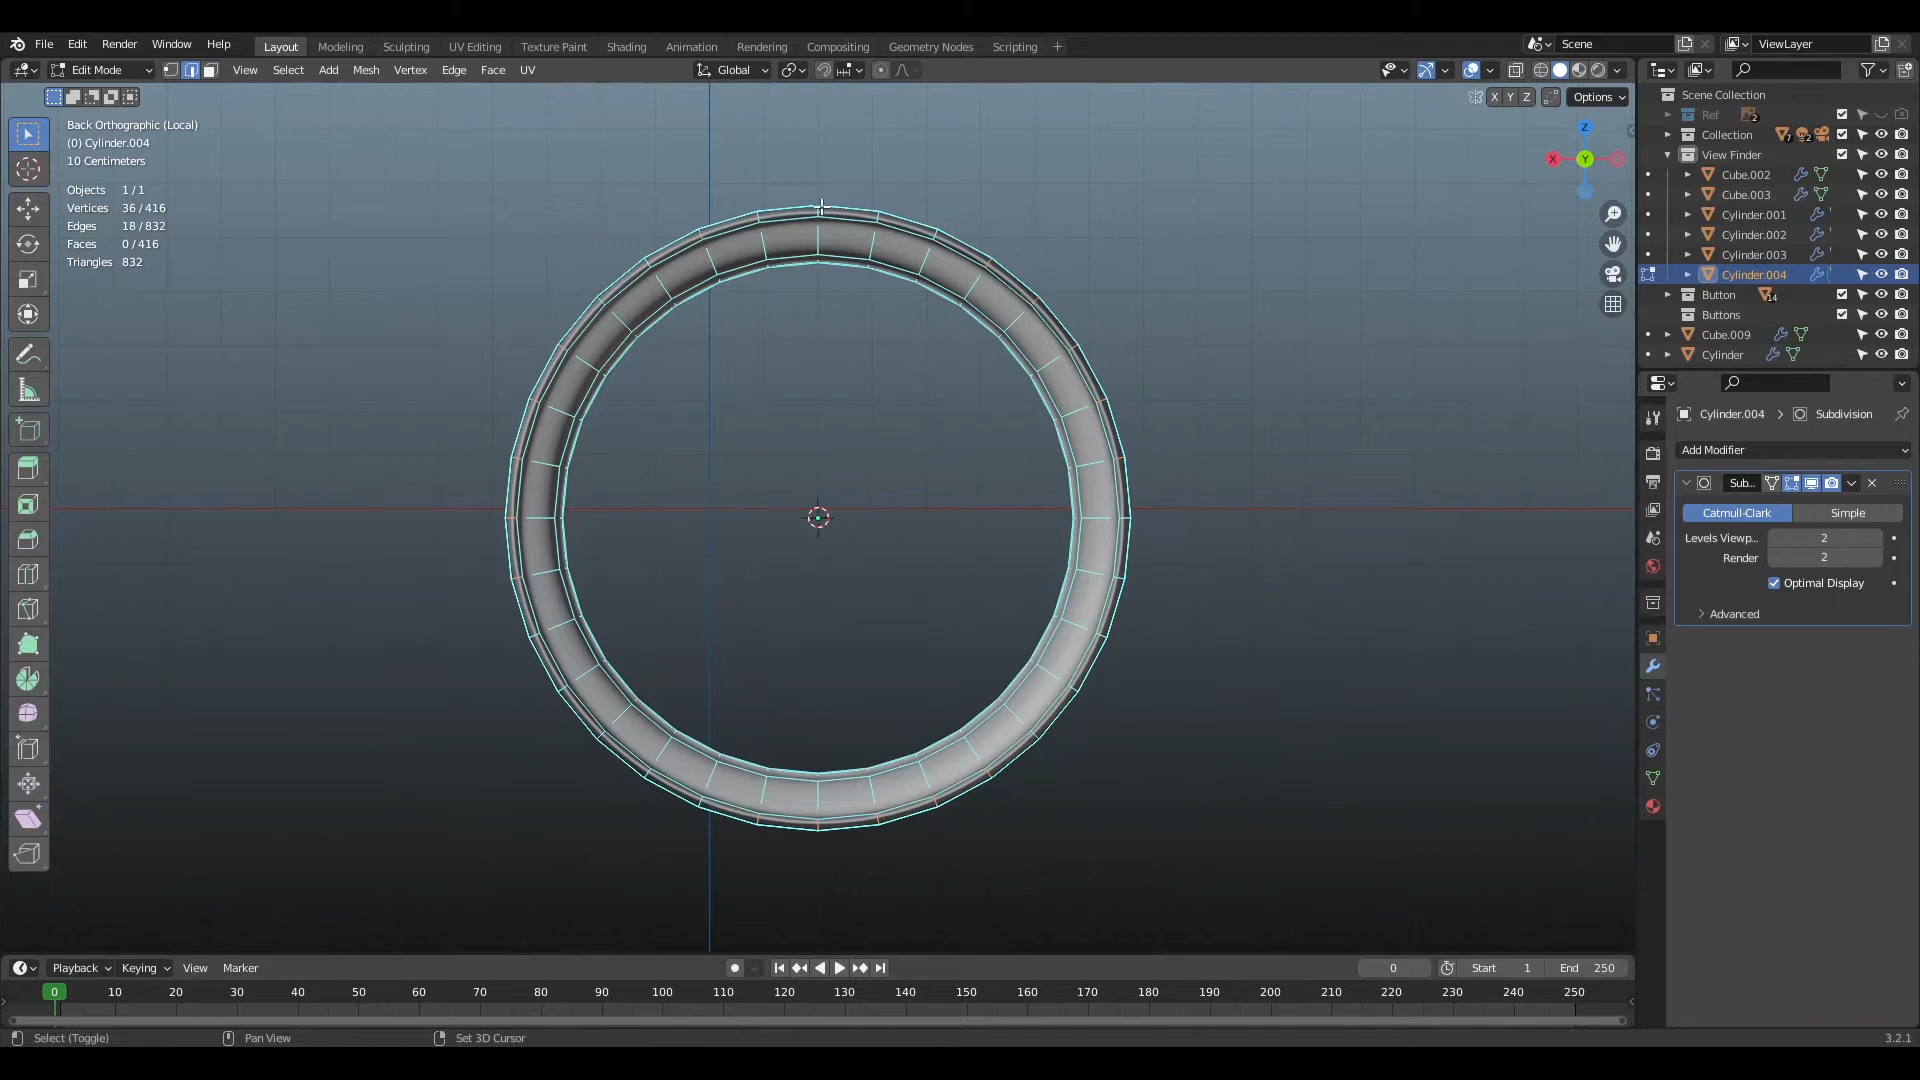 File Edit Render Window Help Layout Modeling Sculpting UV Editing Texture Paint Shading Animation Rendering Compositing Geometry Nodes Scripting + Scene ViewLayer
Edit Mode View Select Add Mesh Vertex Edge Face UV Global
X Y Z Options
Back Orthographic (Local)
(0) Cylinder.004
10 Centimeters
Objects 1/1
Vertices 36/416
Edges 18/832
Faces 0/416
Triangles 832
Z
X Y
Scene Collection
Ref 2
Collection 7 2
View Finder
Cube.002
Cube.003
Cylinder.001
Cylinder.002
Cylinder.003
Cylinder.004
Button 14
Buttons
Cube.009
Cylinder
Cylinder.004 > Subdivision
Add Modifier
Sub...
Catmull-Clark Simple
Levels Viewp... 2
Render 2
Optimal Display
Advanced
Playback Keying View Marker 0 Start 1 End 250
0 10 20 30 40 50 60 70 80 90 100 110 120 130 140 150 160 170 180 190 200 210 220 230 240 250
Select (Toggle) Pan View Set 3D Cursor 3.2.1